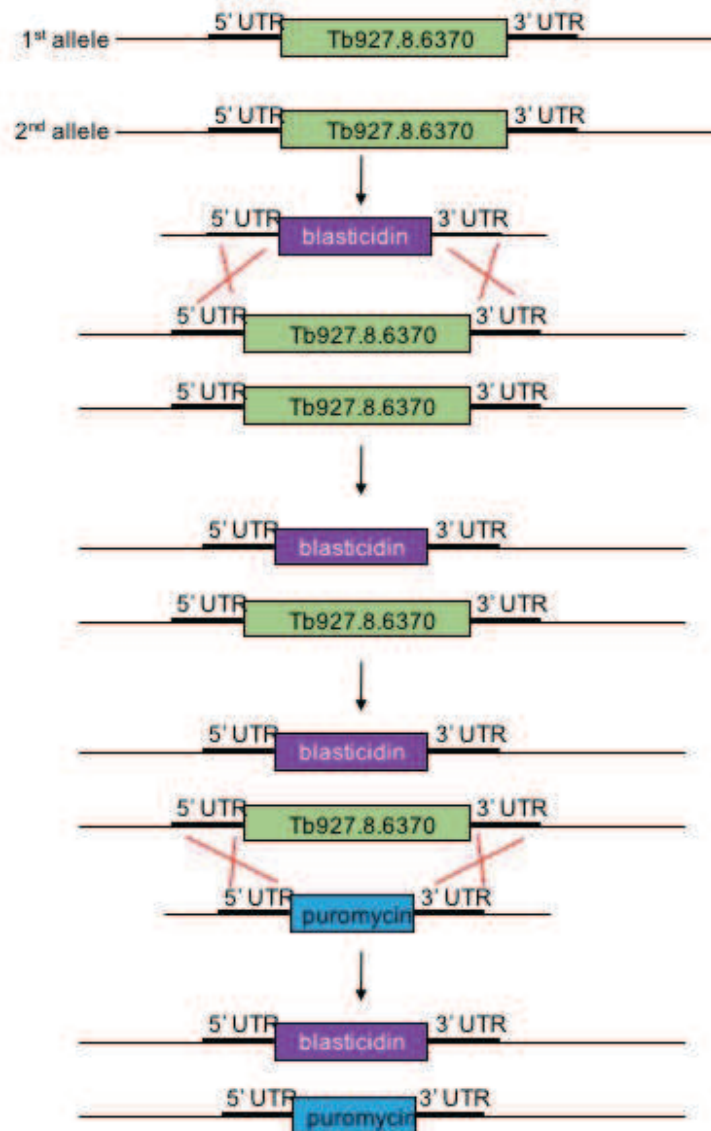 5' UTR 3' UTR
1st allele Tb927.8.6370
5' UTR 3' UTR
2nd allele Tb927.8.6370
5' UTR 3' UTR
blasticidin
5' UTR 3' UTR
Tb927.8.6370
5' UTR 3' UTR
Tb927.8.6370
5' UTR 3' UTR
blasticidin
5' UTR 3' UTR
Tb927.8.6370
5' UTR 3' UTR
blasticidin
5' UTR 3' UTR
Tb927.8.6370
5' UTR 3' UTR
puromycin
5' UTR 3' UTR
blasticidin
5' UTR 3' UTR
puromycin